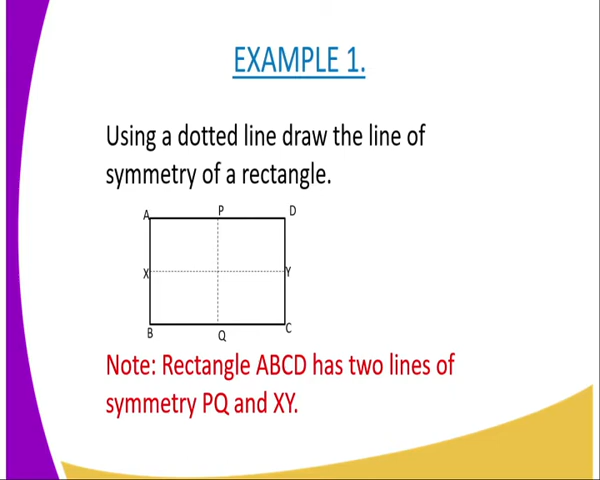 EXAMPLE 1.
Using a dotted line draw the line of
symmetry of a rectangle.
A P D
X Y
B Q C
Note: Rectangle ABCD has two lines of
symmetry PQ and XY.